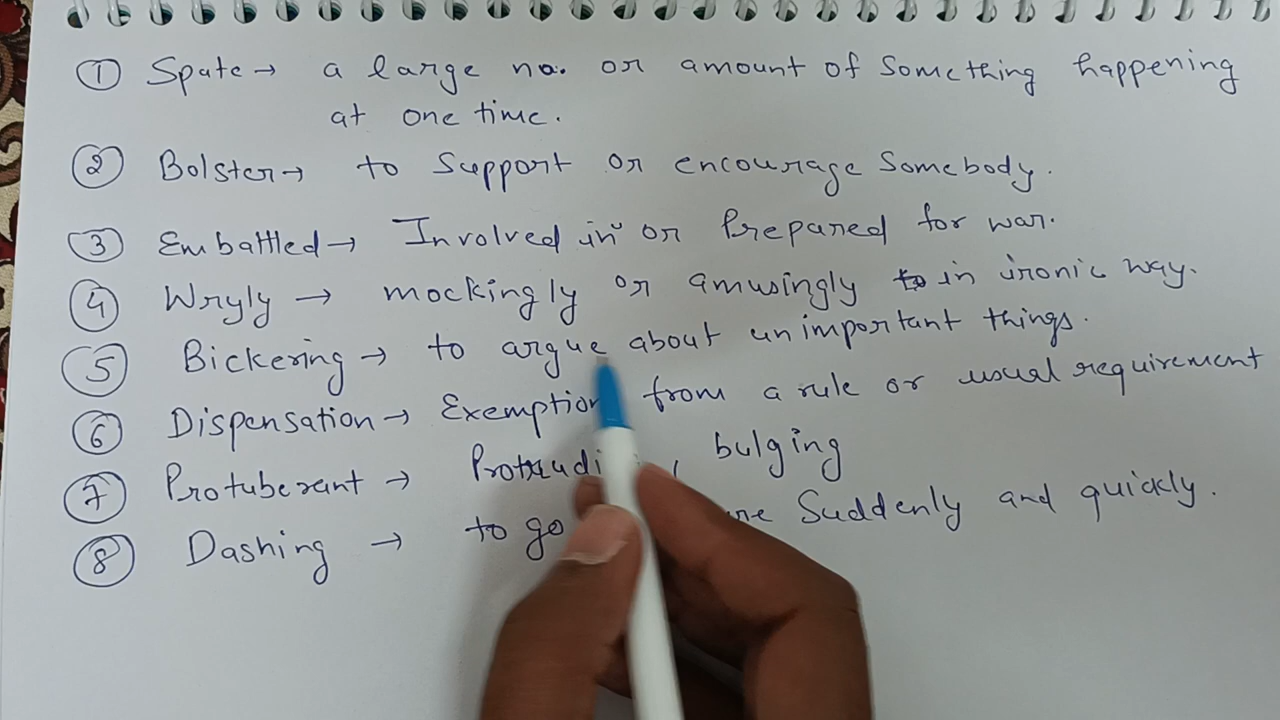 ① Spate → a large no. or amount of something happening
at one time.
② Bolster → to support or encourage Somebody.
③ Embattled → Involved in or Prepared for war.
④ Wryly → mockingly or amusingly in ironic way.
⑤ Bickering → to argue about unimportant things.
⑥ Dispensation → Exemption from a rule or usual requirement
⑦ Protuberant → bulging
⑧ Dashing → to go Suddenly and quickly.